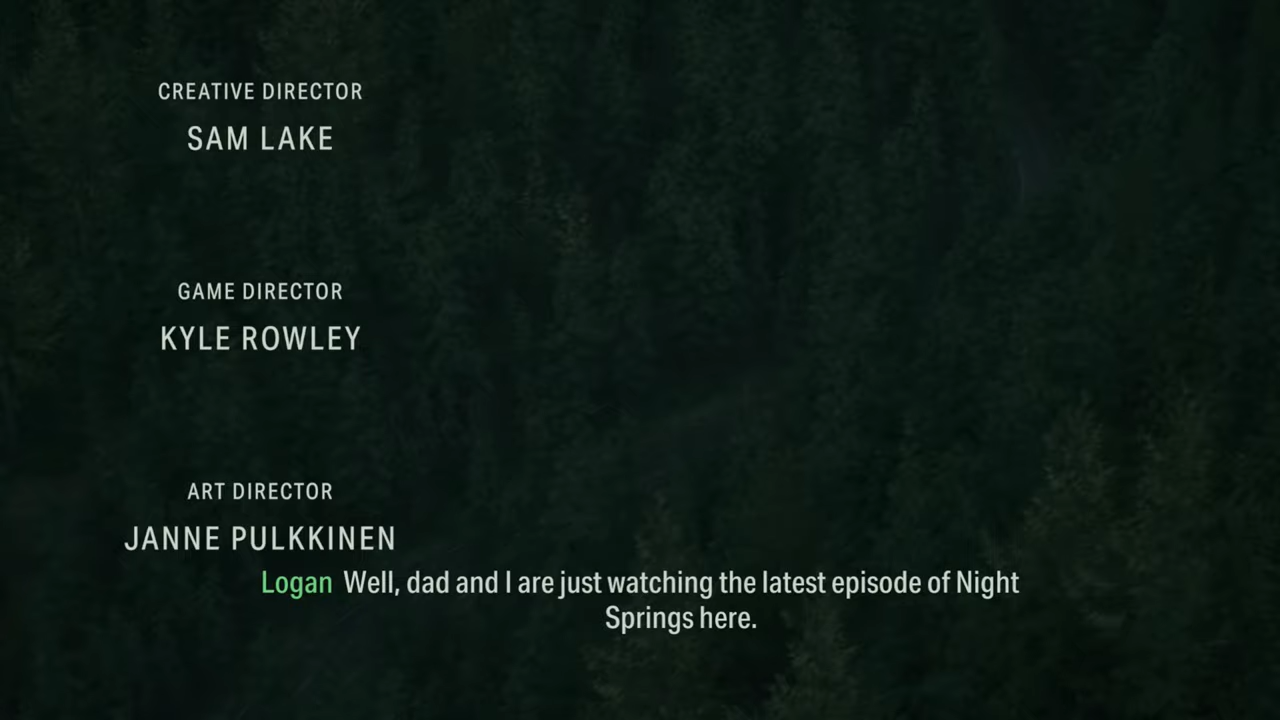 CREATIVE DIRECTOR
SAM LAKE
GAME DIRECTOR
KYLE ROWLEY
ART DIRECTOR
JANNE PULKKINEN
Logan Well, dad and I are just watching the latest episode of Night
Springs here.